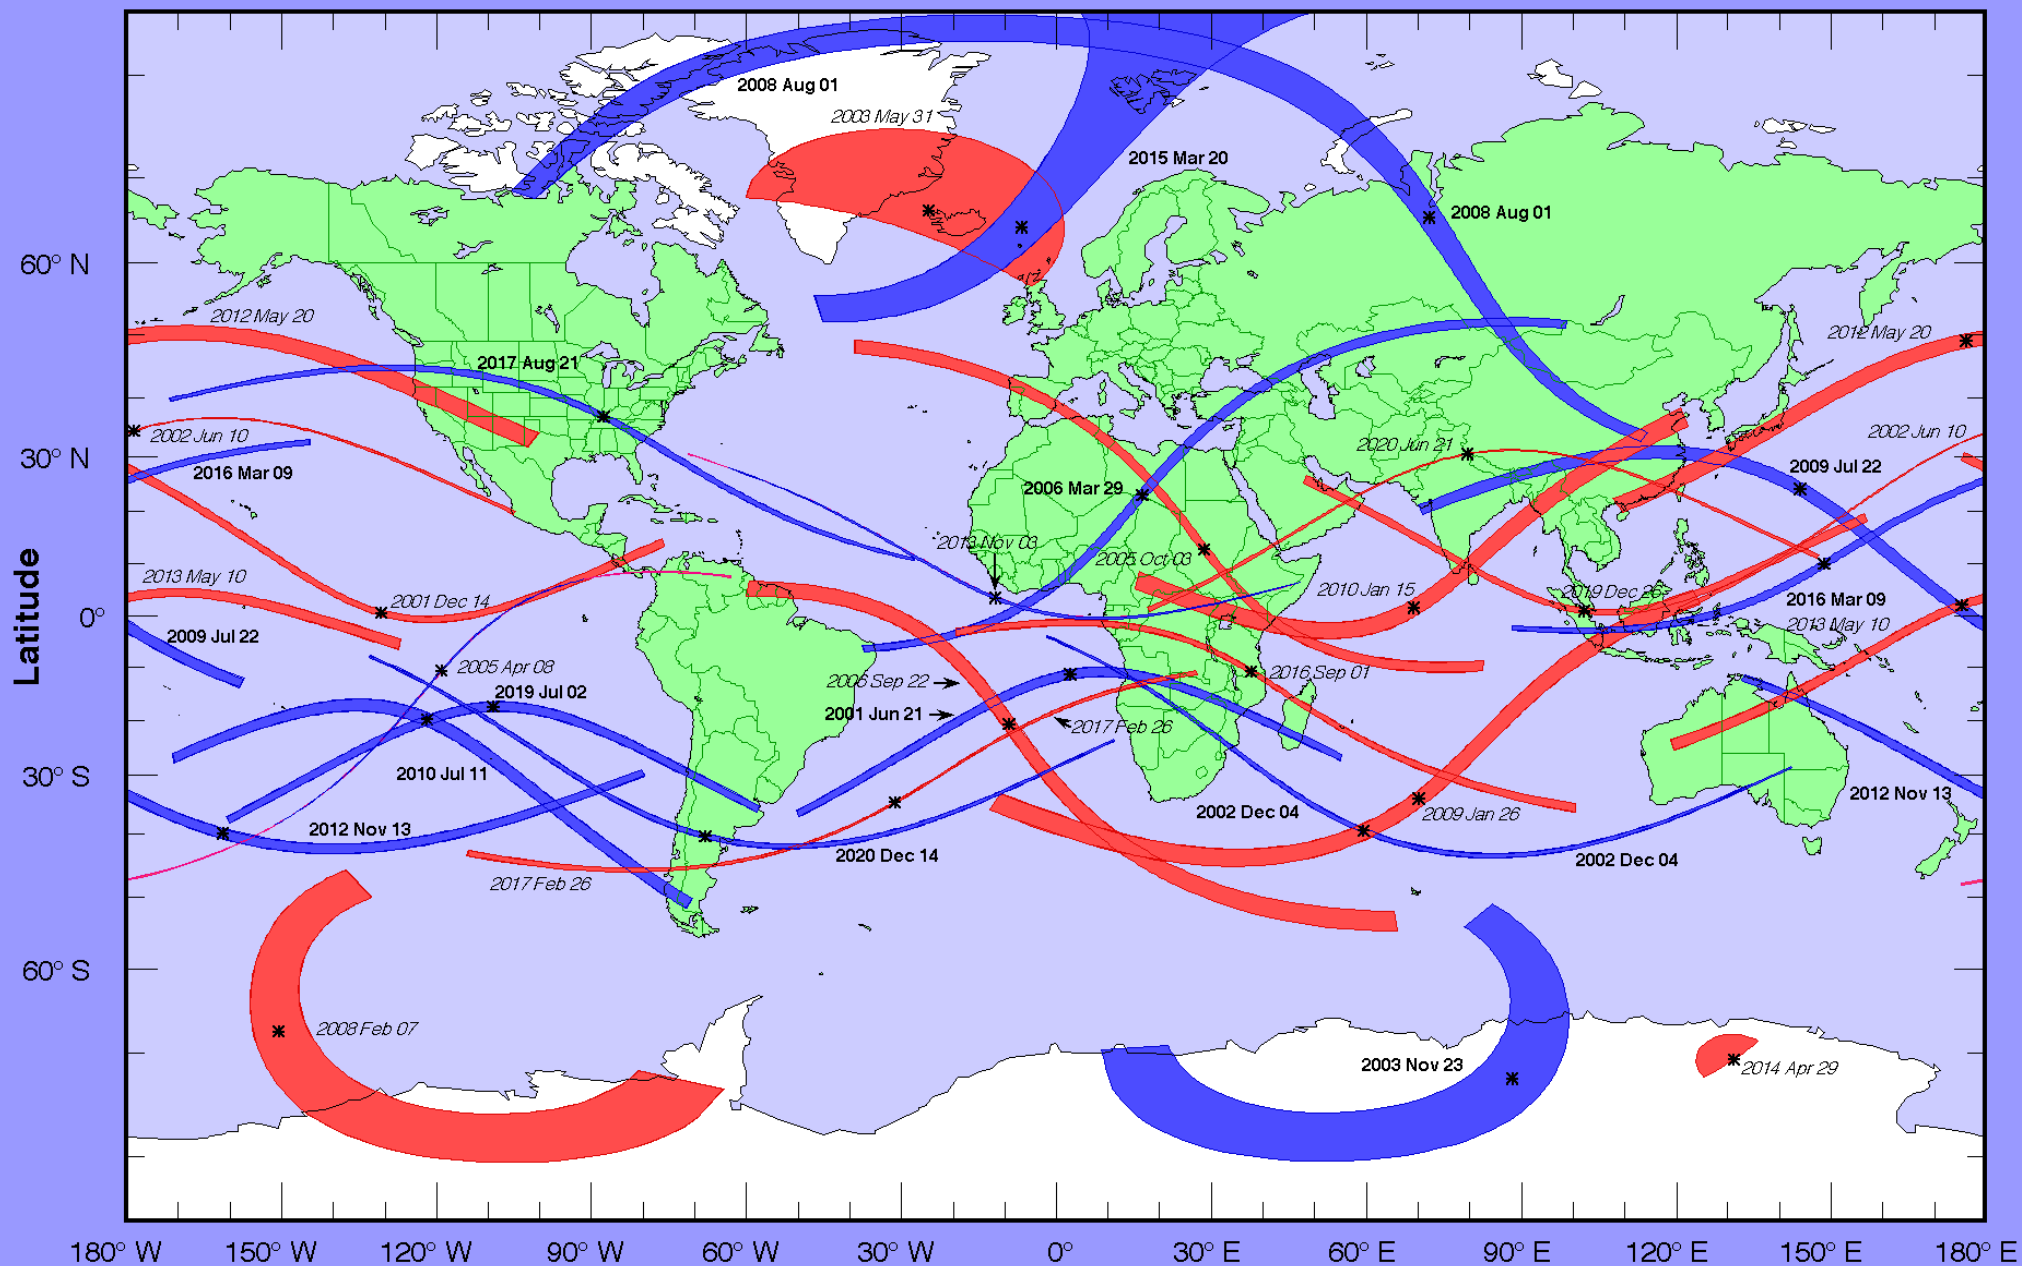 2008 Aug 01
2003 May 31
2015 Mar 20
2008 Aug 01
60° N
2012 May 20
2012 May 20
2017 Aug 21
2002 Jun 10
2002 Jun 10
2020 Jun 21
30° N
2016 Mar 09
2009 Jul 22
2006 Mar 29
2013 Nov 03
2005 Oct 03
2013 May 10
2010 Jan 15
2019 Dec 26
2001 Dec 14
2016 Mar 09
0°
2013 May 10
Latitude
2009 Jul 22
2005 Apr 08
2006 Sep 22
2016 Sep 01
2019 Jul 02
2001 Jun 21
2017 Feb 26
2010 Jul 11
30° S
2012 Nov 13
2002 Dec 04
2009 Jan 26
2012 Nov 13
2020 Dec 14
2002 Dec 04
2017 Feb 26
60° S
2008 Feb 07
2003 Nov 23
2014 Apr 29
180° W 150° W 120° W 90° W 60° W 30° W 0° 30° E 60° E 90° E 120° E 150° E 180° E